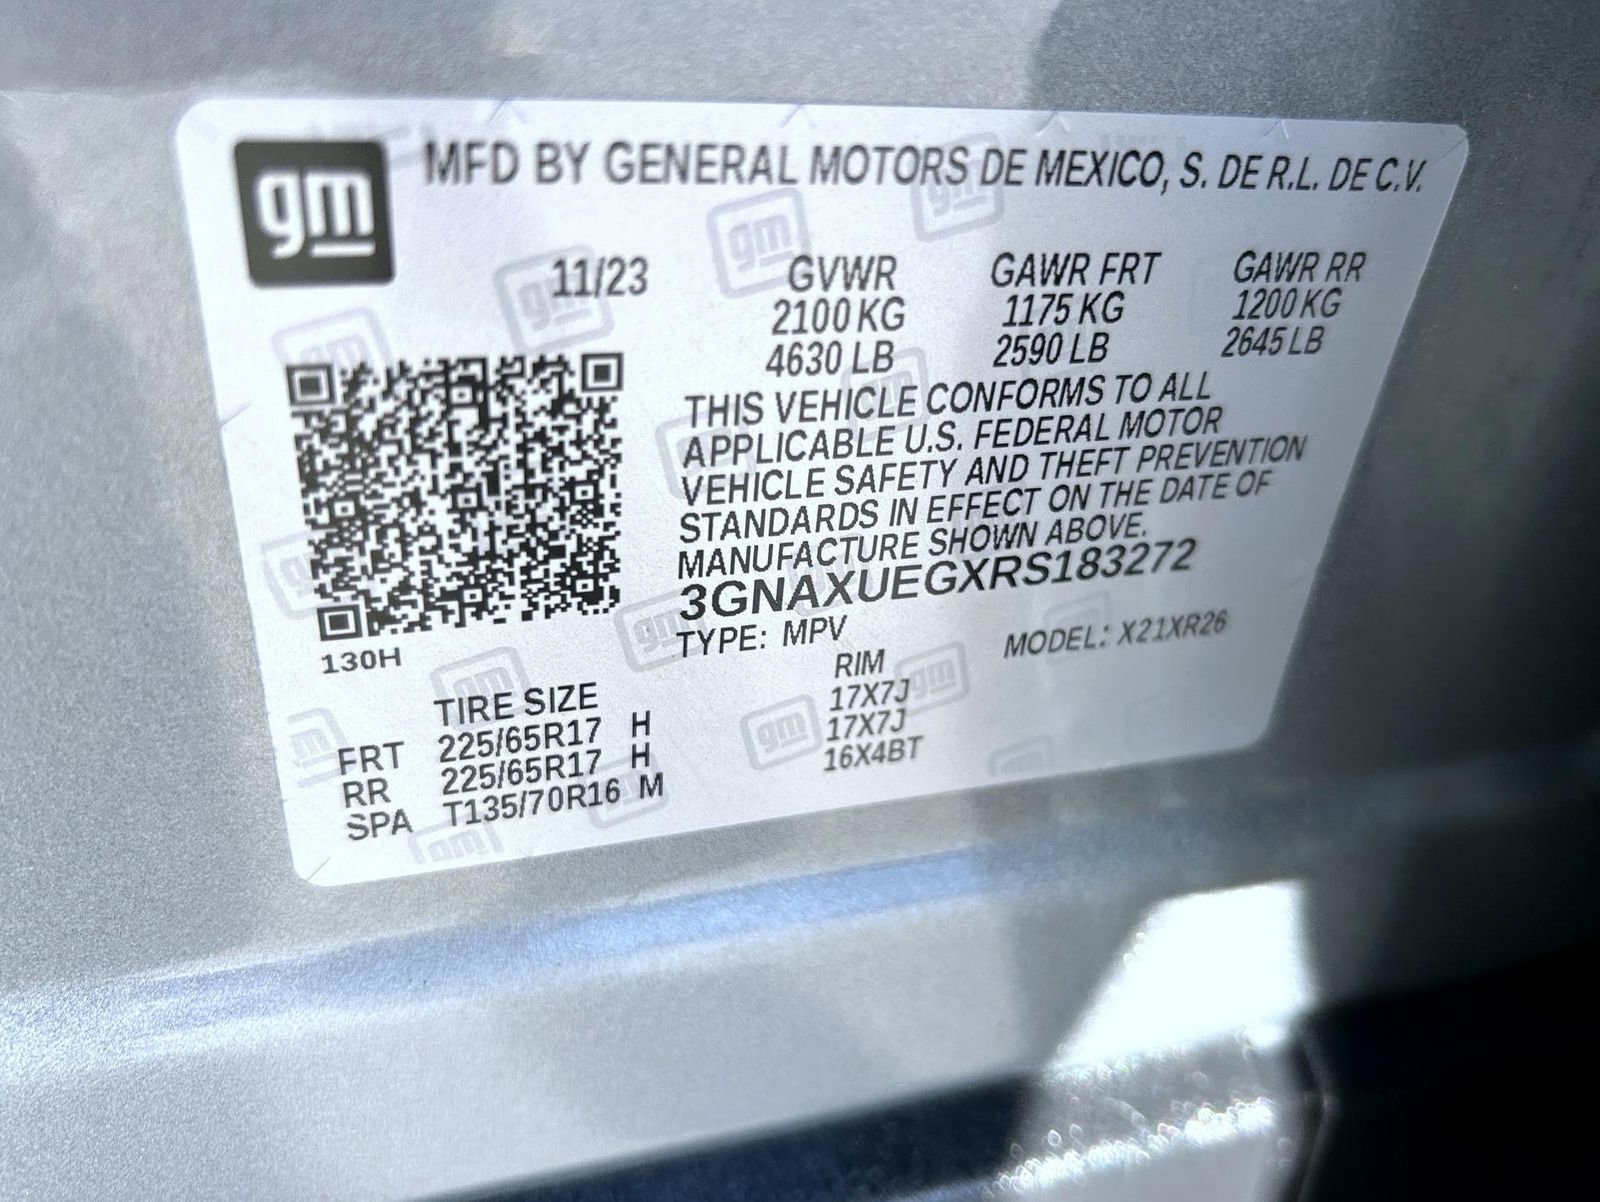 gm
MFD BY GENERAL MOTORS DE MEXICO, S. DE R.L. DE C.V.
11/23 GVWR GAWR FRT GAWR RR
2100 KG 1175 KG 1200 KG
4630 LB 2590 LB 2645 LB
THIS VEHICLE CONFORMS TO ALL
APPLICABLE U.S. FEDERAL MOTOR
VEHICLE SAFETY AND THEFT PREVENTION
STANDARDS IN EFFECT ON THE DATE OF
MANUFACTURE SHOWN ABOVE.
3GNAXUEGXRS183272
TYPE: MPV MODEL: X21XR26
130H
TIRE SIZE RIM
FRT 225/65R17 H 17X7J
RR 225/65R17 H 17X7J
SPA T135/70R16 M 16X4BT